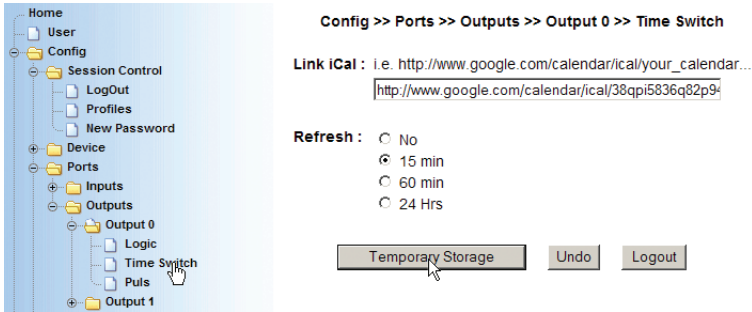 Home
User
Config
Session Control
LogOut
Profiles
New Password
Device
Ports
Inputs
Outputs
Output 0
Logic
Time Switch
Puls
Output 1
Config >> Ports >> Outputs >> Output 0 >> Time Switch
Link iCal : i.e. http://www.google.com/calendar/ical/your_calendar...
http://www.google.com/calendar/ical/38qpi5836q82p94
Refresh :
No
15 min
60 min
24 Hrs
Temporary Storage Undo Logout